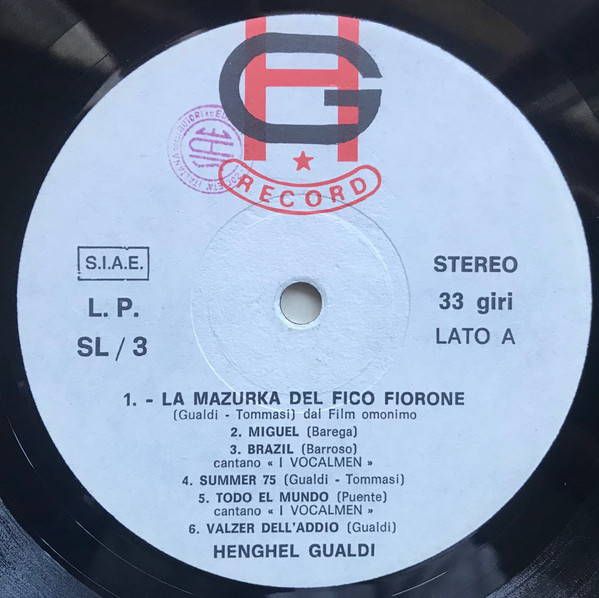 HG
RECORD
SIAE
S.I.A.E.
L. P.
SL / 3
STEREO
33 giri
LATO A
1. - LA MAZURKA DEL FICO FIORONE
(Gualdi - Tommasi) dal Film omonimo
2. MIGUEL (Barega)
3. BRAZIL (Barroso)
cantano « I VOCALMEN »
4. SUMMER 75 (Gualdi - Tommasi)
5. TODO EL MUNDO (Puente)
cantano « I VOCALMEN »
6. VALZER DELL'ADDIO (Gualdi)
HENGHEL GUALDI